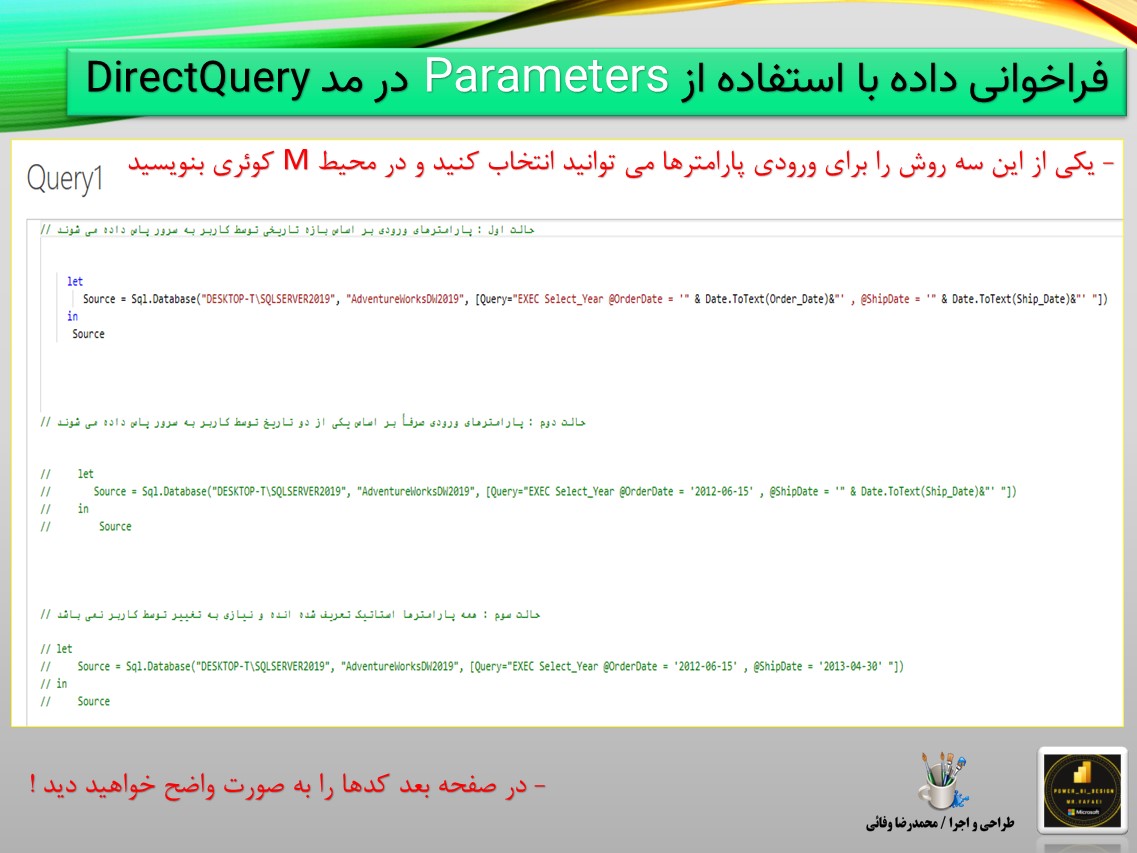 فراخوانی داده با استفاده از Parameters در مد DirectQuery
- یکی از این سه روش را برای ورودی پارامترها می توانید انتخاب کنید و در محیط M کوئری بنویسید
Query1
// حالت اول : پارامترهای ورودی بر اساس بازه تاریخی توسط کاربر به سرور پاس داده می شوند
let
Source = Sql.Database("DESKTOP-T\SQLSERVER2019", "AdventureWorksDW2019", [Query="EXEC Select_Year @OrderDate = '" & Date.ToText(Order_Date)&"' , @ShipDate = '" & Date.ToText(Ship_Date)&"' "])
in
Source
// حالت دوم : پارامترهای ورودی صرفاً بر اساس یکی از دو تاریخ توسط کاربر به سرور پاس داده می شوند
// let
// Source = Sql.Database("DESKTOP-T\SQLSERVER2019", "AdventureWorksDW2019", [Query="EXEC Select_Year @OrderDate = '2012-06-15' , @ShipDate = '" & Date.ToText(Ship_Date)&"' "])
// in
// Source
// حالت سوم : همه پارامترها استاتیک تعریف شده انده و نیازی به تغییر توسط کاربر نمی باشد
// let
// Source = Sql.Database("DESKTOP-T\SQLSERVER2019", "AdventureWorksDW2019", [Query="EXEC Select_Year @OrderDate = '2012-06-15' , @ShipDate = '2013-04-30' "])
// in
// Source
- در صفحه بعد کدها را به صورت واضح خواهید دید !
طراحی و اجرا / محمدرضا وفائی
POWER_BI_DESIGN
MR.VAFAEI
Microsoft